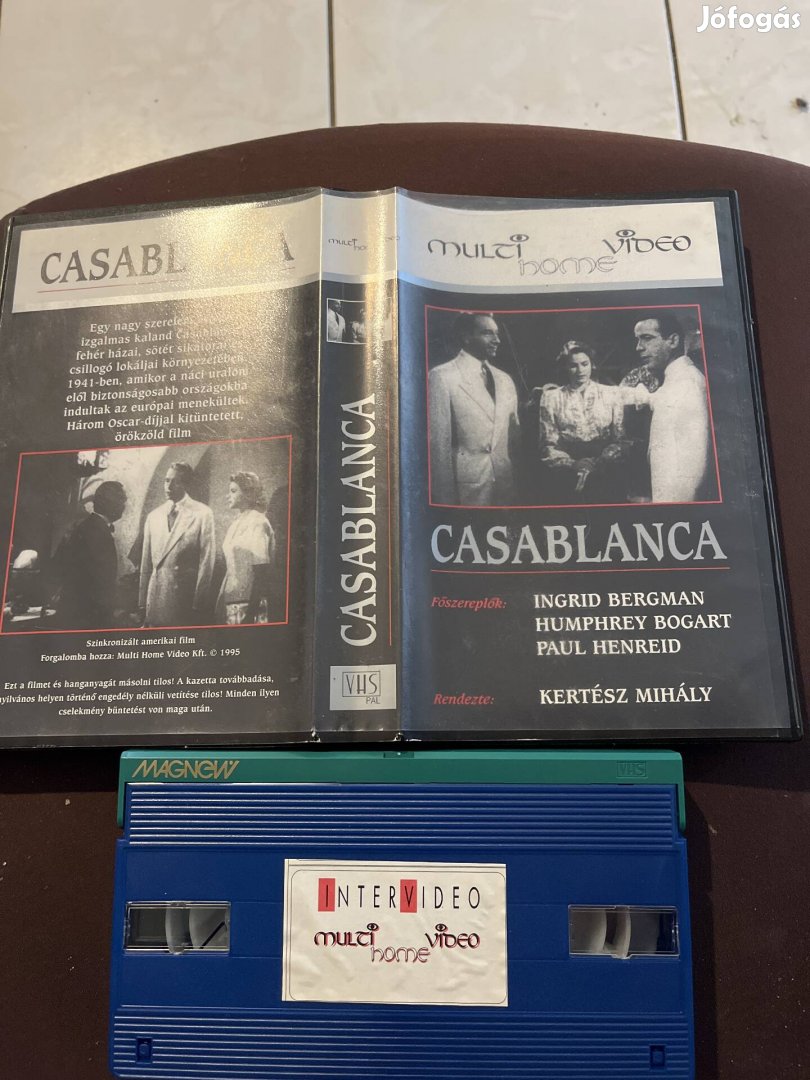 Jófogás
CASABL A
Egy nagy szerelem
izgalmas kaland Casab
fehér házai, sötét sikátorai
csillogó lokáljai környezetében
1941-ben, amikor a náci uralom
elől biztonságosabb országokba
indultak az európai menekültek.
Három Oscar-díjjal kitüntetett,
örökzöld film
Szinkronizált amerikai film
Forgalomba hozza: Multi Home Video Kft. © 1995
Ezt a filmet és hanganyagát másolni tilos! A kazetta továbbadása,
nyilvános helyen történő engedély nélküli vetítése tilos! Minden ilyen
cselekmény büntetést von maga után.
MULTI
HOME
CASABLANCA
VHS
PAL
MULTI VIDEO
HOME
CASABLANCA
Főszereplők: INGRID BERGMAN
HUMPHREY BOGART
PAUL HENREID
Rendezte: KERTÉSZ MIHÁLY
MAGNEW
VHS
INTERVIDEO
MULTI VIDEO
HOME